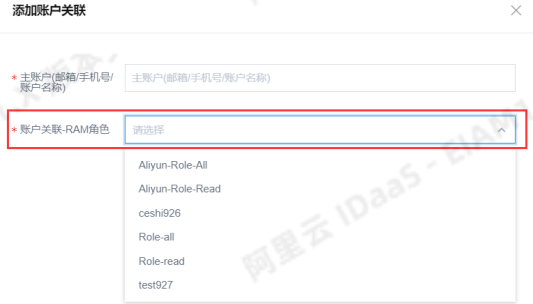 添加账户关联
* 主账户(邮箱/手机号/
账户名称)
主账户(邮箱/手机号/账户名称)
* 账户关联-RAM角色
请选择
Aliyun-Role-All
Aliyun-Role-Read
ceshi926
Role-all
Role-read
test927
阿里云 IDaaS - EIAM